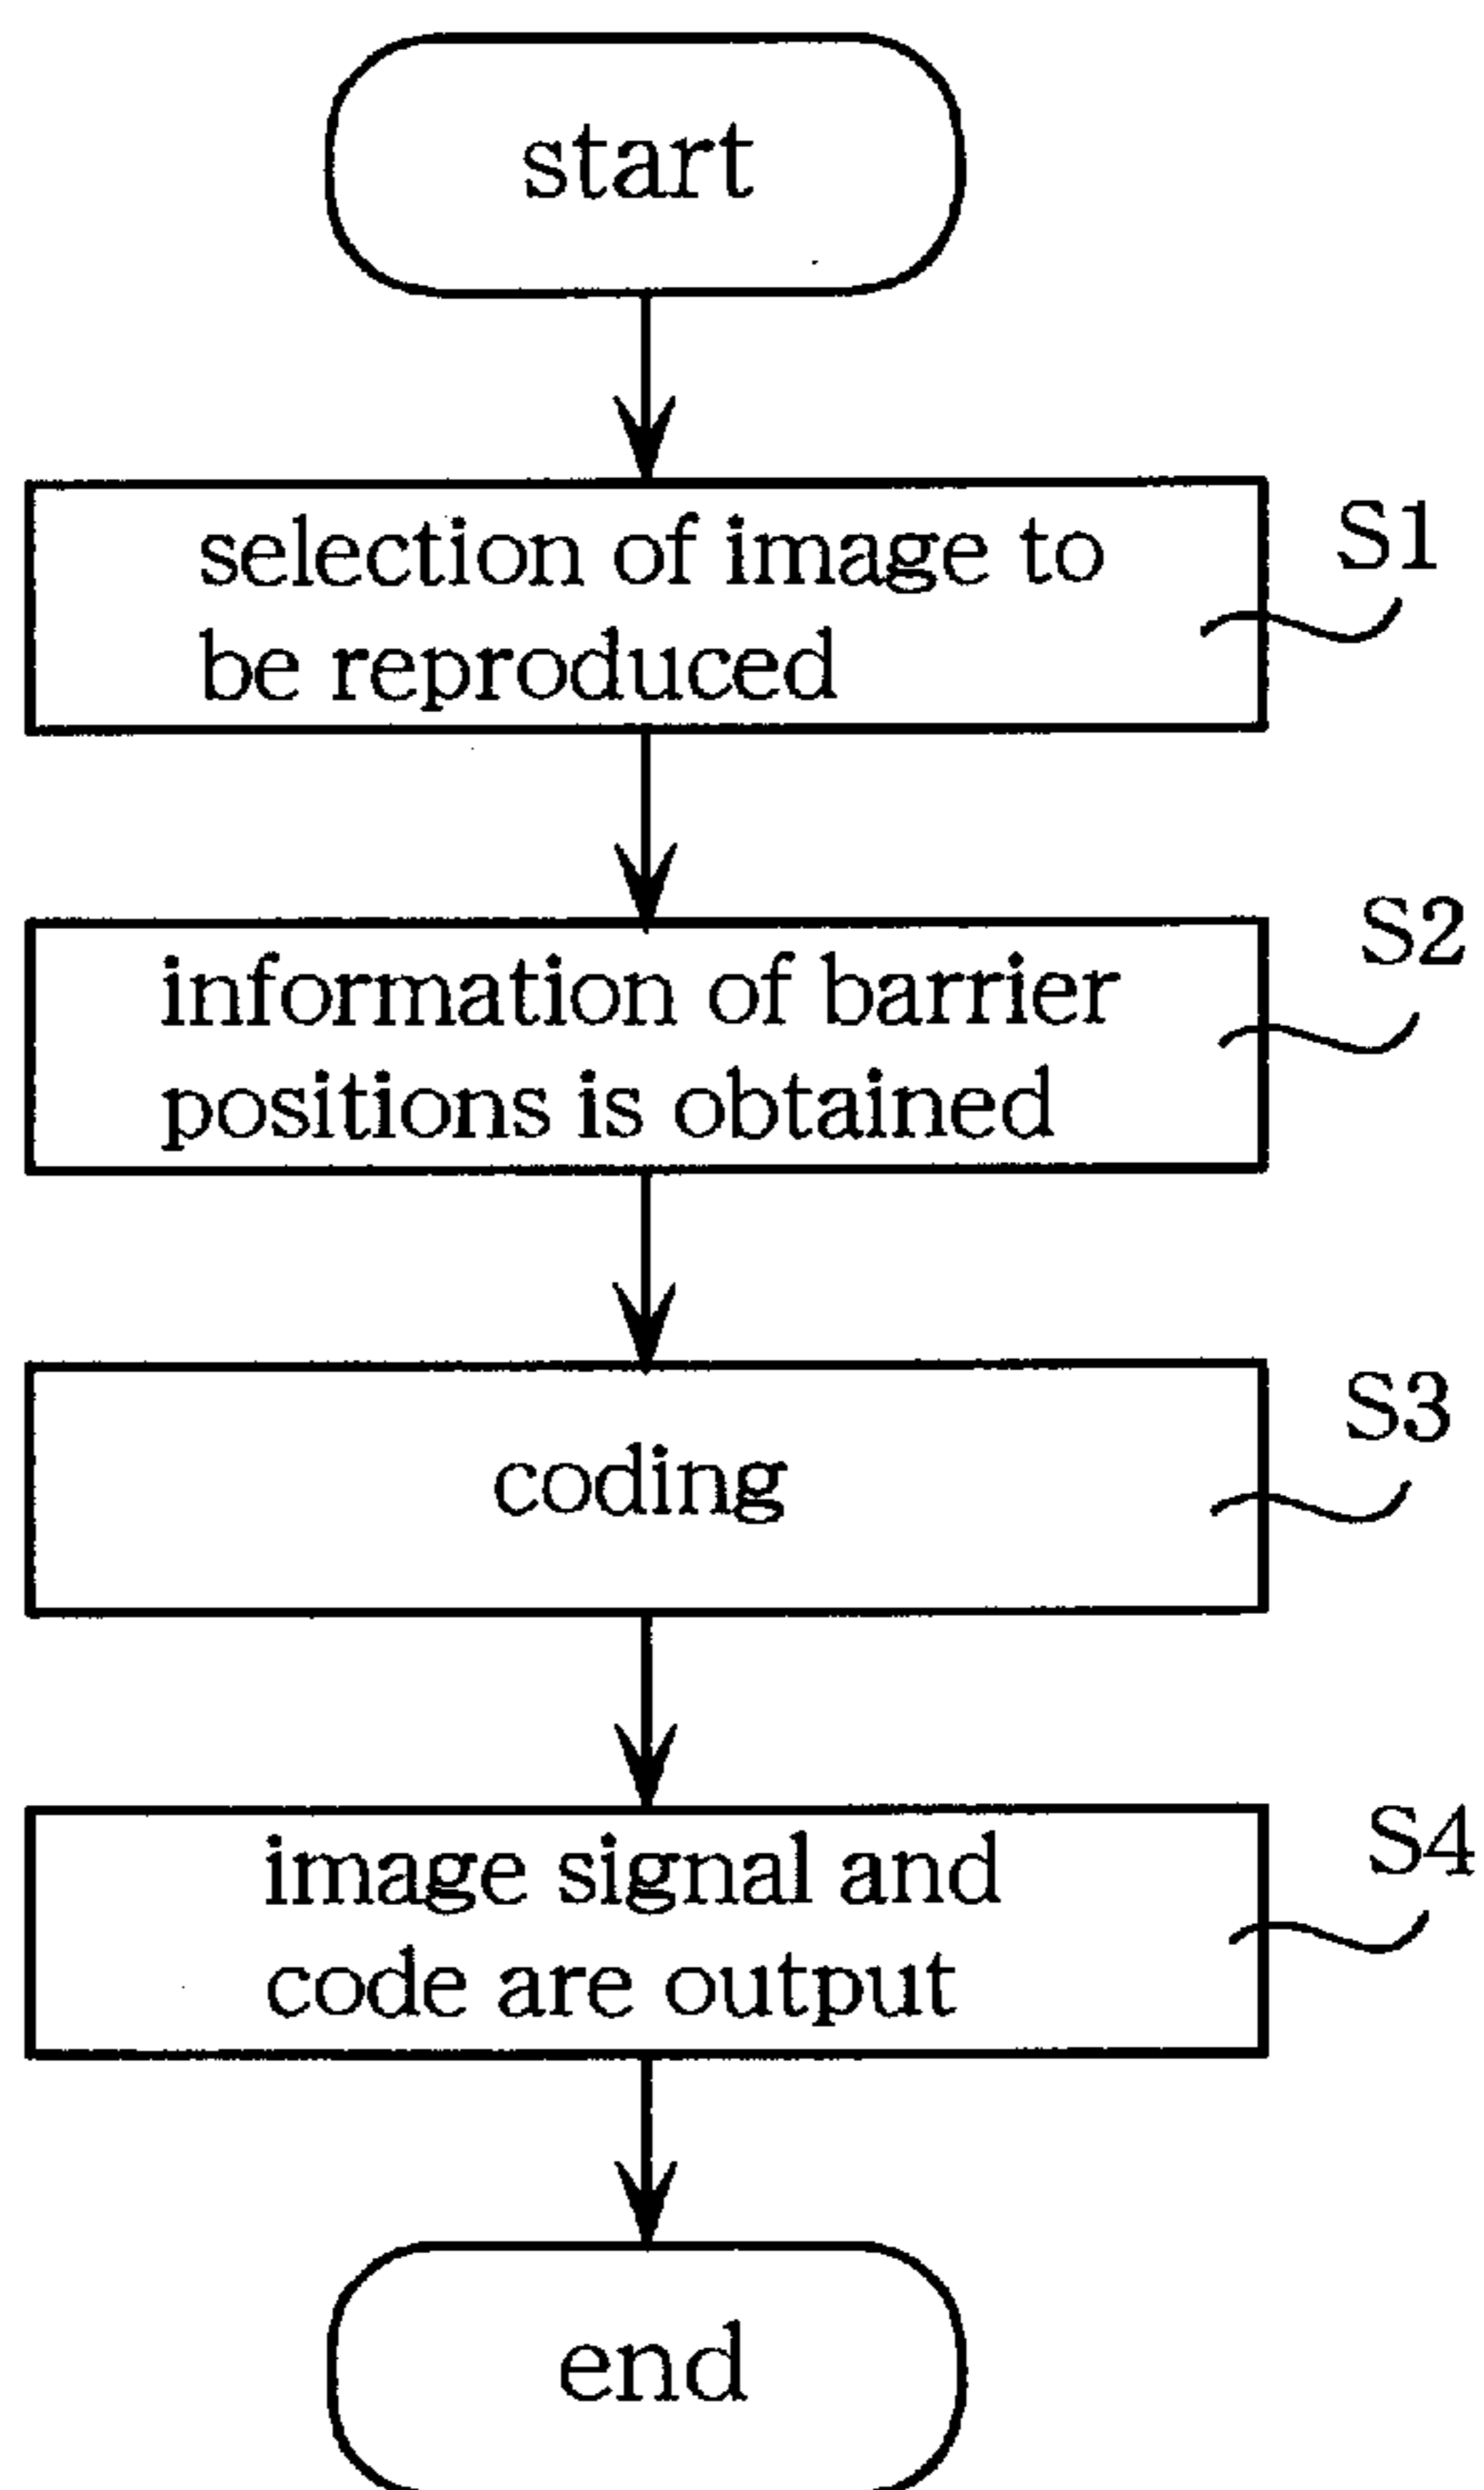 start
selection of image to
be reproduced
S1
information of barrier
positions is obtained
S2
coding
S3
image signal and
code are output
S4
end